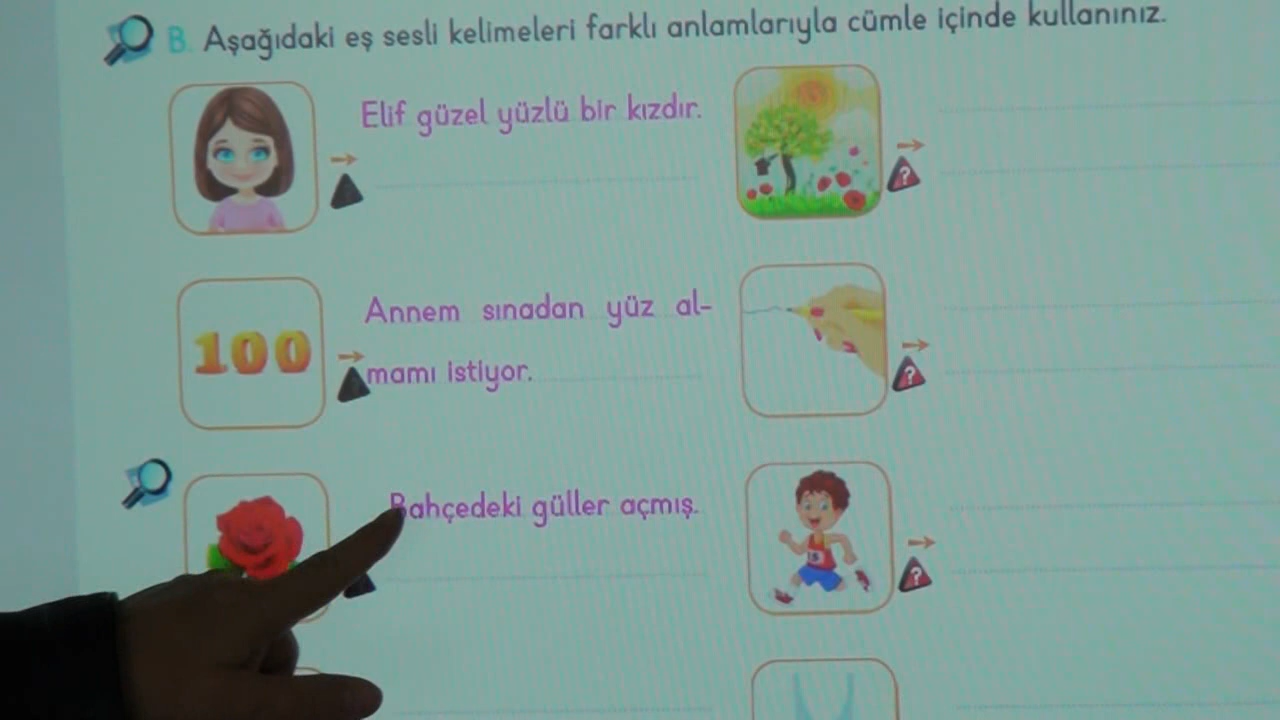 B. Aşağıdaki eş sesli kelimeleri farklı anlamlarıyla cümle içinde kullanınız.
Elif güzel yüzlü bir kızdır.
?
100
Annem sınadan yüz al-
mamı istiyor.
?
Bahçedeki güller açmış.
?